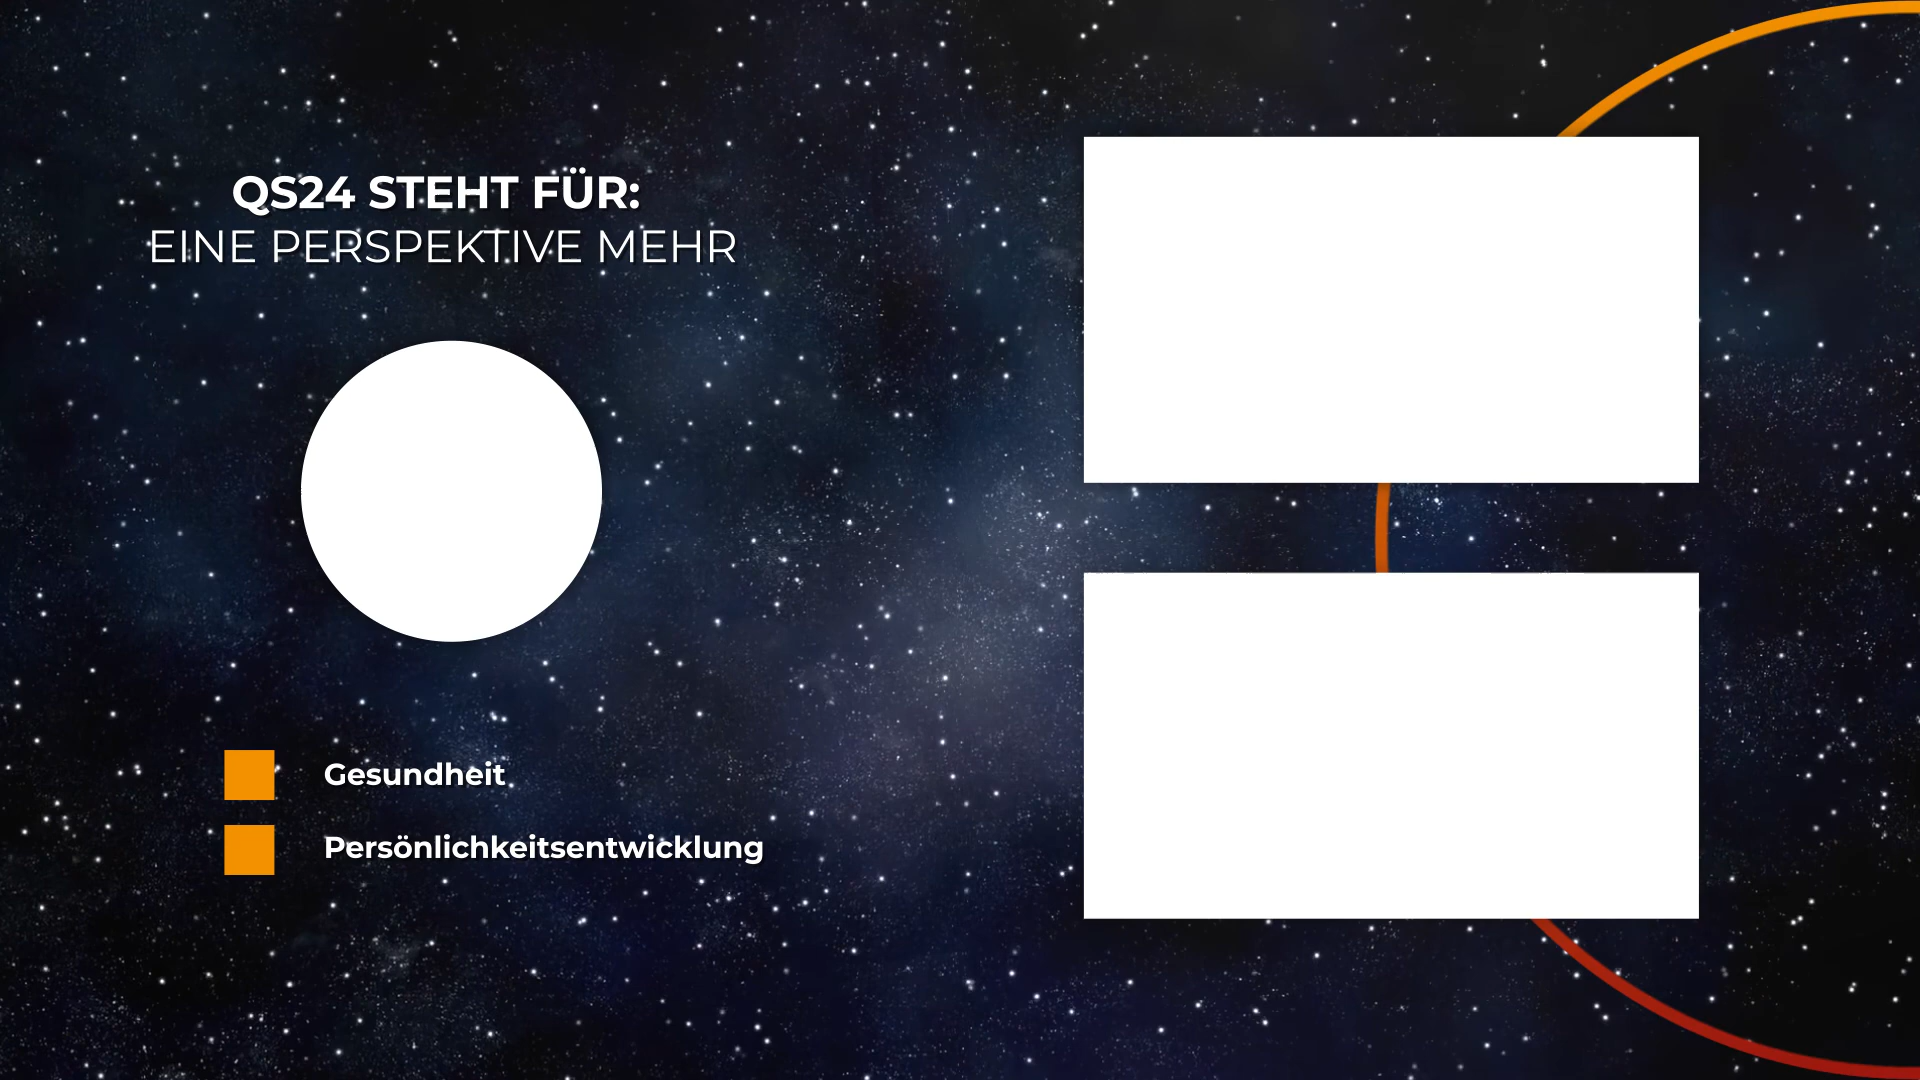 QS24 STEHT FÜR:
EINE PERSPEKTIVE MEHR
Gesundheit
Persönlichkeitsentwicklung